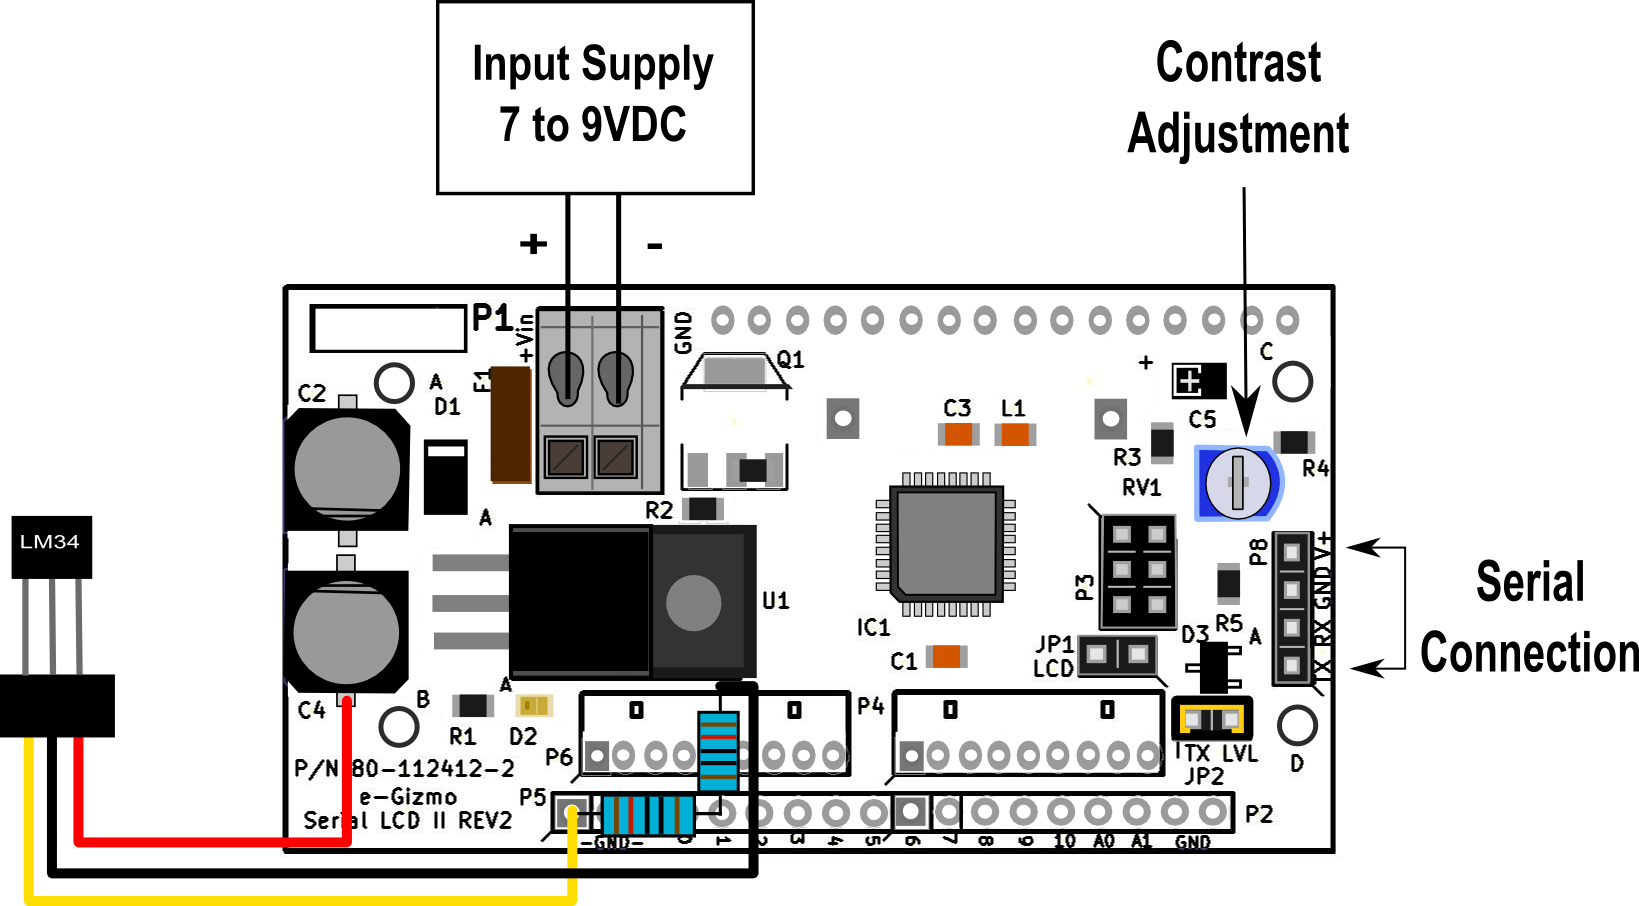 Input Supply
7 to 9VDC
Contrast
Adjustment
+ -
P1
+Vin
GND
F1
A
D1
C2
Q1
+
C
C5
C3 L1
R3
R4
RV1
R2
A
LM34
U1
IC1
C1
P3
P8
V+
GND
RX
TX
R5
A
D3
JP1
LCD
Serial
Connection
B
C4
A
R1 D2
P4
P6
TX LVL
JP2
D
P/N 80-112412-2
e-Gizmo
Serial LCD II REV2
P5
P2
-GND- 0 1 2 3 4 5 6 7 8 9 10 A0 A1 GND